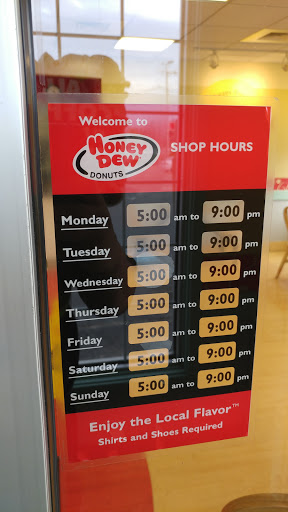 Welcome to
HONEY DEW
DONUTS
SHOP HOURS
Monday 5:00 am to 9:00 pm
Tuesday 5:00 am to 9:00 pm
Wednesday 5:00 am to 9:00 pm
Thursday 5:00 am to 9:00 pm
Friday 5:00 am to 9:00 pm
Saturday 5:00 am to 9:00 pm
Sunday 5:00 am to 9:00 pm
Enjoy the Local Flavor™
Shirts and Shoes Required